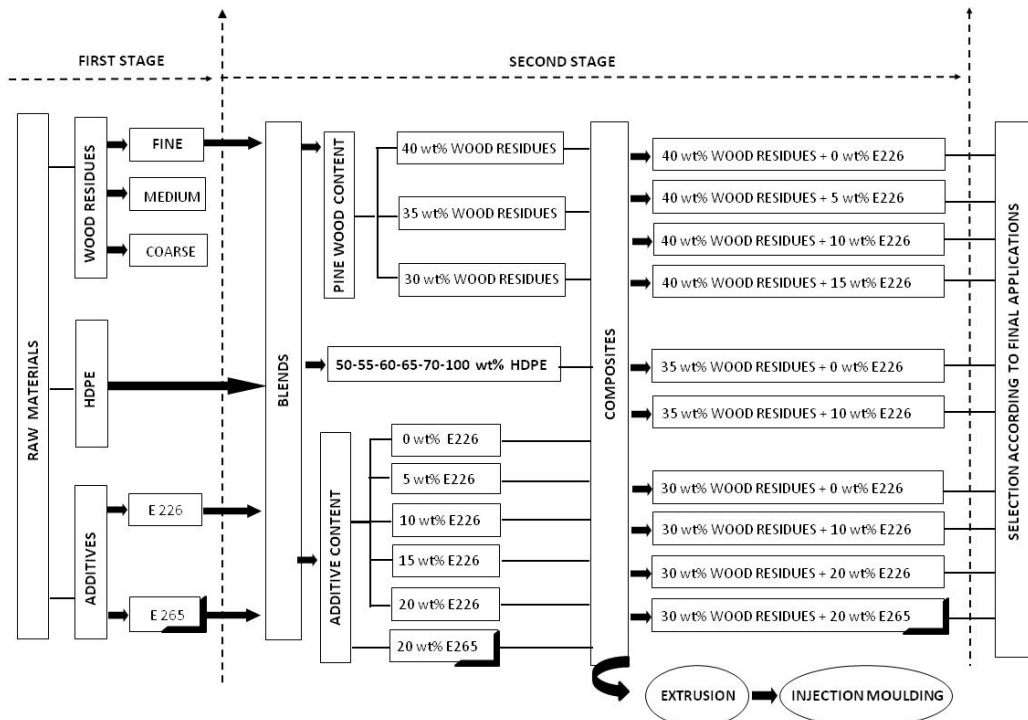 FIRST STAGE
SECOND STAGE
RAW MATERIALS
WOOD RESIDUES
FINE
MEDIUM
COARSE
HDPE
ADDITIVES
E 226
E 265
BLENDS
PINE WOOD CONTENT
40 wt% WOOD RESIDUES
35 wt% WOOD RESIDUES
30 wt% WOOD RESIDUES
50-55-60-65-70-100 wt% HDPE
ADDITIVE CONTENT
0 wt% E226
5 wt% E226
10 wt% E226
15 wt% E226
20 wt% E226
20 wt% E265
COMPOSITES
40 wt% WOOD RESIDUES + 0 wt% E226
40 wt% WOOD RESIDUES + 5 wt% E226
40 wt% WOOD RESIDUES + 10 wt% E226
40 wt% WOOD RESIDUES + 15 wt% E226
35 wt% WOOD RESIDUES + 0 wt% E226
35 wt% WOOD RESIDUES + 10 wt% E226
30 wt% WOOD RESIDUES + 0 wt% E226
30 wt% WOOD RESIDUES + 10 wt% E226
30 wt% WOOD RESIDUES + 20 wt% E226
30 wt% WOOD RESIDUES + 20 wt% E265
EXTRUSION
INJECTION MOULDING
SELECTION ACCORDING TO FINAL APPLICATIONS